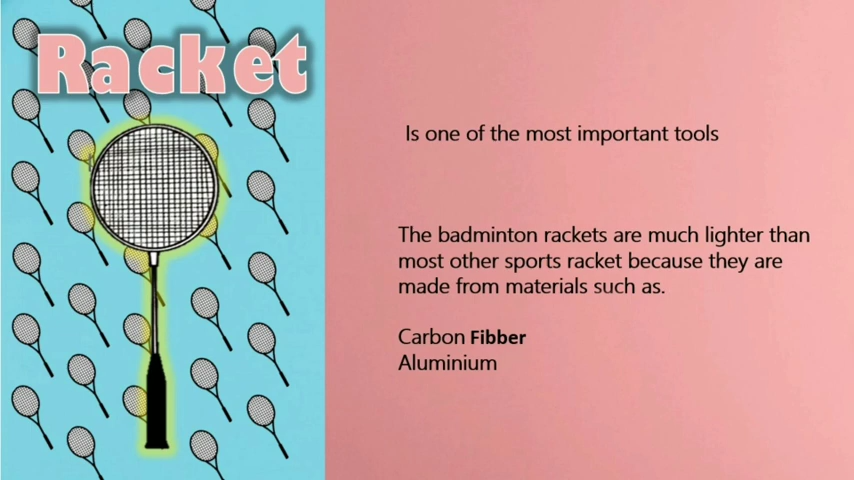 Racket
Is one of the most important tools
The badminton rackets are much lighter than
most other sports racket because they are
made from materials such as.
Carbon Fibber
Aluminium